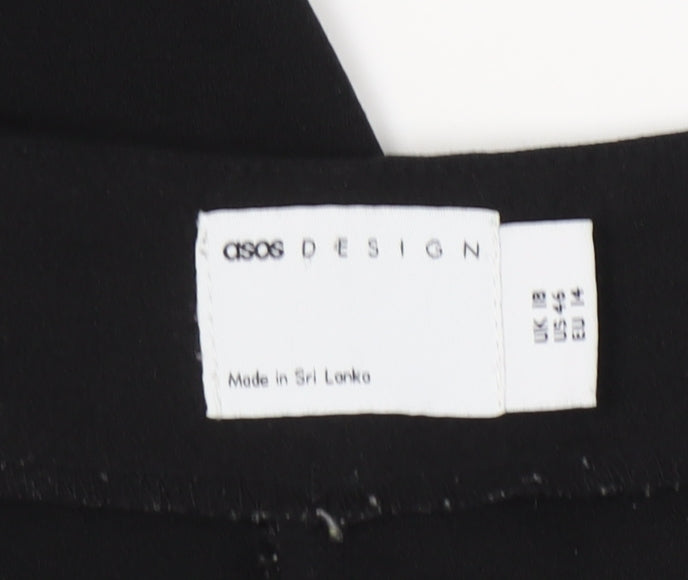 asos DESIGN
Made in Sri Lanka
UK 18
US 46
EU 14